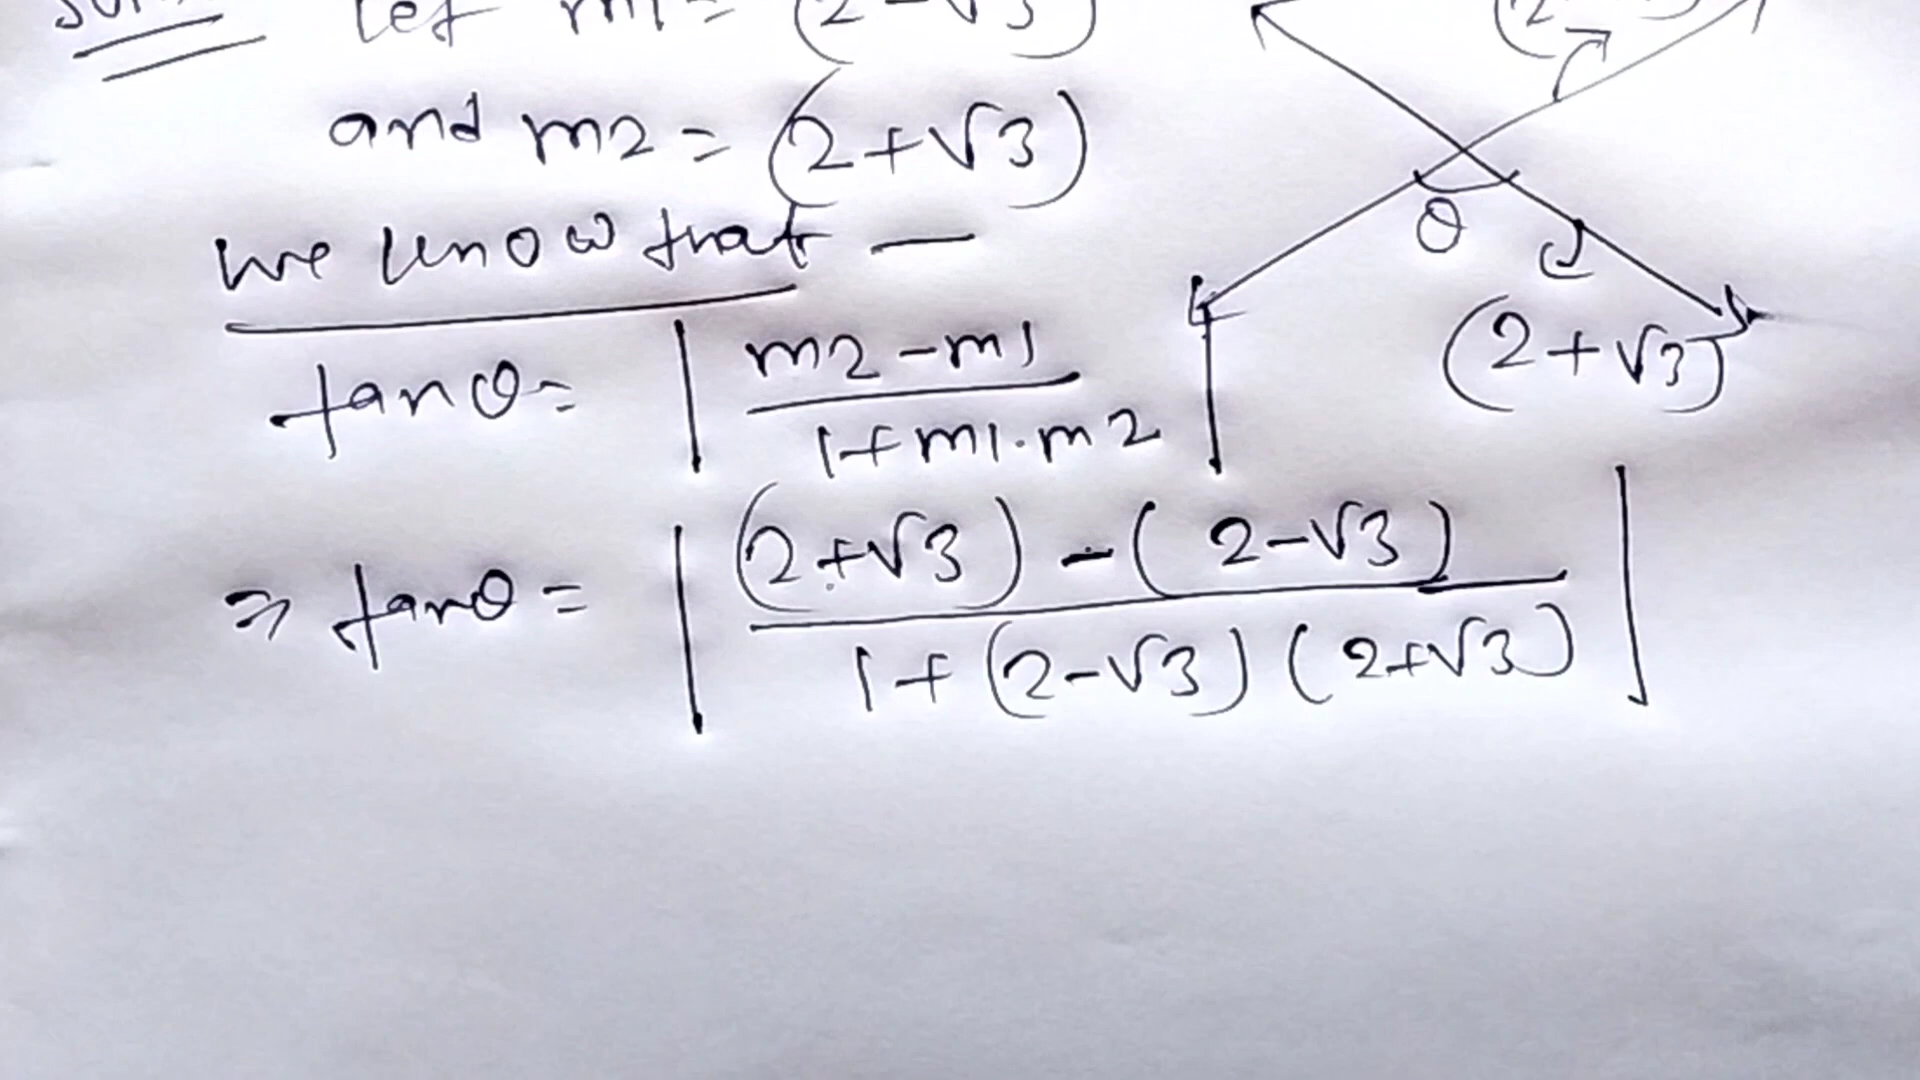 Let m1 = (2-√3)
and m2 = (2+√3)
we know that —
tanθ = | m2-m1 / 1+m1.m2 |
⇒ tanθ = | (2+√3) - (2-√3) / 1+(2-√3)(2+√3) |
θ
(2+√3)